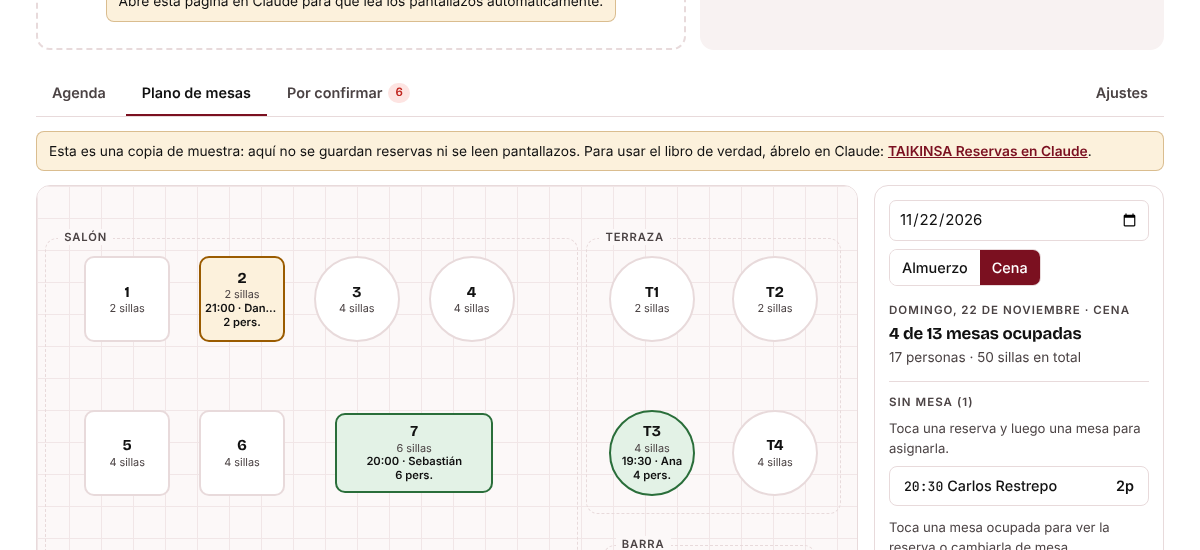 Abre esta página en Claude para que lea los pantallazos automáticamente.
Agenda
Plano de mesas
Por confirmar 6
Ajustes
Esta es una copia de muestra: aquí no se guardan reservas ni se leen pantallazos. Para usar el libro de verdad, ábrelo en Claude: TAIKINSA Reservas en Claude.
SALÓN
1
2 sillas
2
2 sillas
21:00 · Dan...
2 pers.
3
4 sillas
4
4 sillas
5
4 sillas
6
4 sillas
7
6 sillas
20:00 · Sebastián
6 pers.
TERRAZA
T1
2 sillas
T2
2 sillas
T3
4 sillas
19:30 · Ana
4 pers.
T4
4 sillas
BARRA
11/22/2026
Almuerzo
Cena
DOMINGO, 22 DE NOVIEMBRE · CENA
4 de 13 mesas ocupadas
17 personas · 50 sillas en total
SIN MESA (1)
Toca una reserva y luego una mesa para
asignarla.
20:30 Carlos Restrepo 2p
Toca una mesa ocupada para ver la
reserva o cambiarla de mesa.